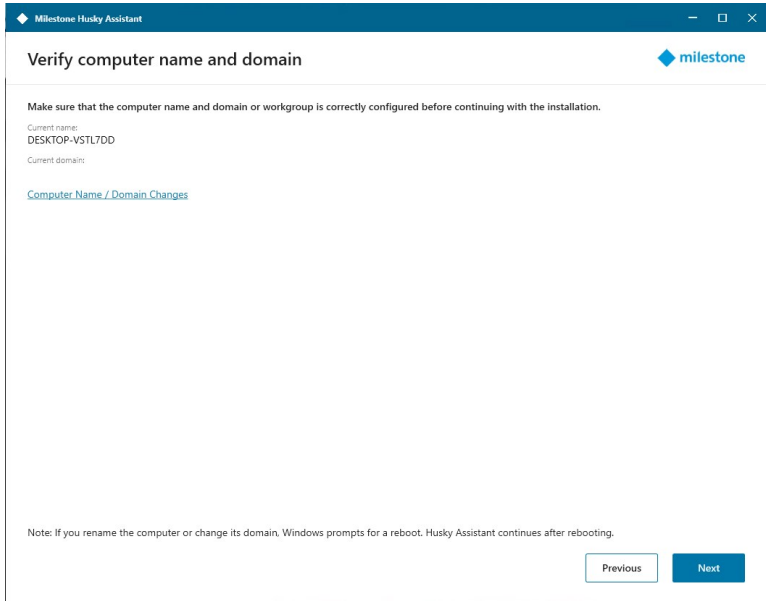 Milestone Husky Assistant
Verify computer name and domain
milestone
Make sure that the computer name and domain or workgroup is correctly configured before continuing with the installation.
Current name:
DESKTOP-VSTL7DD
Current domain:
Computer Name / Domain Changes
Note: If you rename the computer or change its domain, Windows prompts for a reboot. Husky Assistant continues after rebooting.
Previous
Next